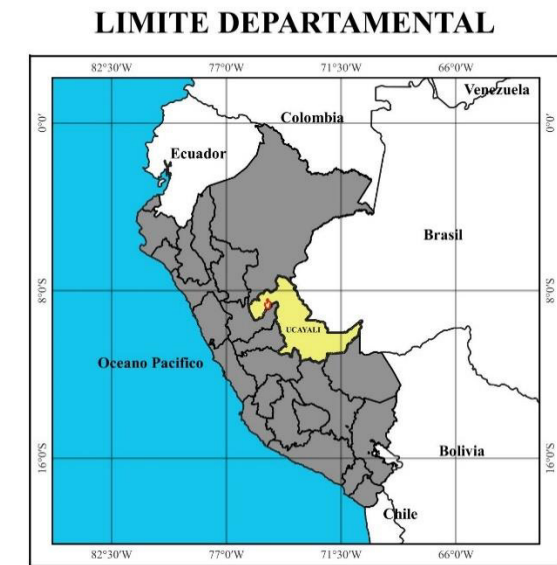 LIMITE DEPARTAMENTAL
82°30'W 77°0'W 71°30'W 66°0'W
Venezuela
0°0' 0°0'
Colombia
Ecuador
Brasil
8°0'S 8°0'S
UCAYALI
Oceano Pacifico
Bolivia
16°0'S 16°0'S
Chile
82°30'W 77°0'W 71°30'W 66°0'W